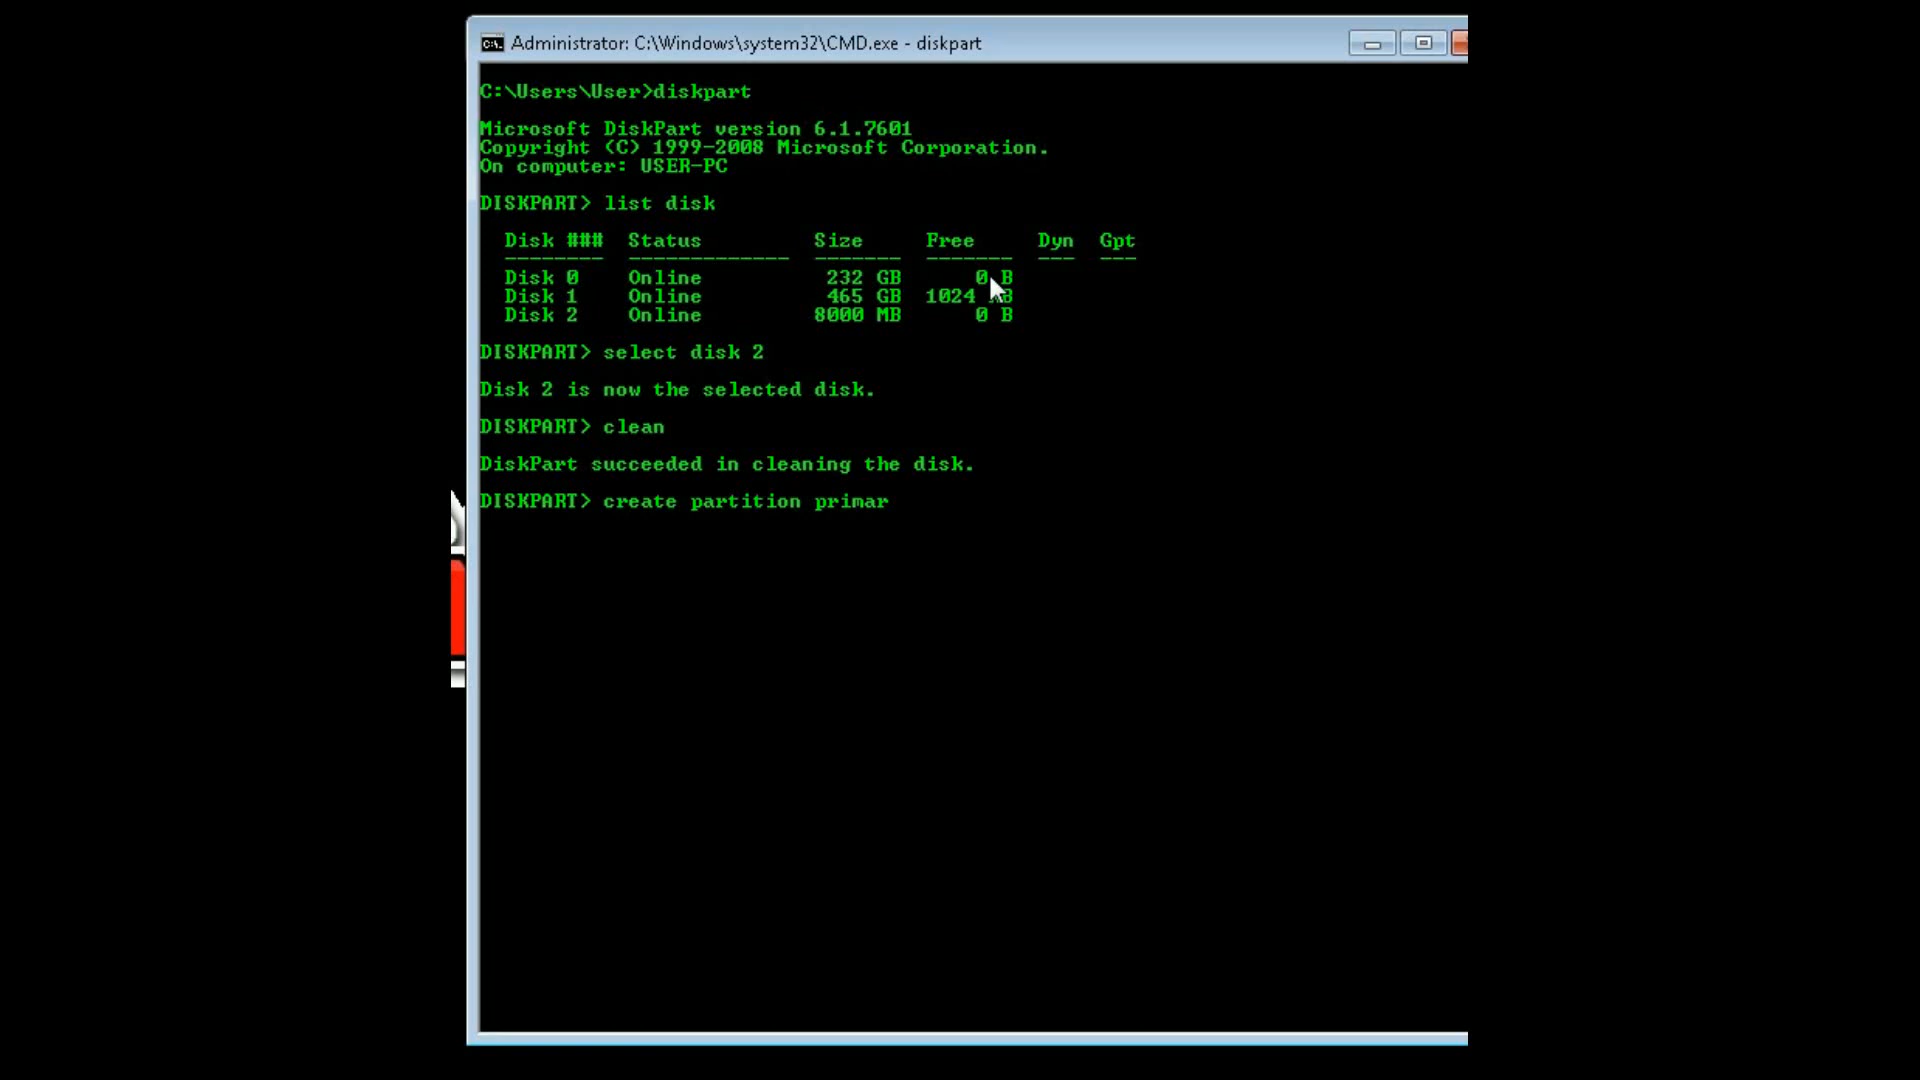 Administrator: C:\Windows\system32\CMD.exe - diskpart
C:\Users\User>diskpart
Microsoft DiskPart version 6.1.7601
Copyright (C) 1999-2008 Microsoft Corporation.
On computer: USER-PC
DISKPART> list disk
Disk ### Status Size Free Dyn Gpt
-------- ------------- ------- ------- --- ---
Disk 0 Online 232 GB 0 B
Disk 1 Online 465 GB 1024
Disk 2 Online 8000 MB 0 B
DISKPART> select disk 2
Disk 2 is now the selected disk.
DISKPART> clean
DiskPart succeeded in cleaning the disk.
DISKPART> create partition primar